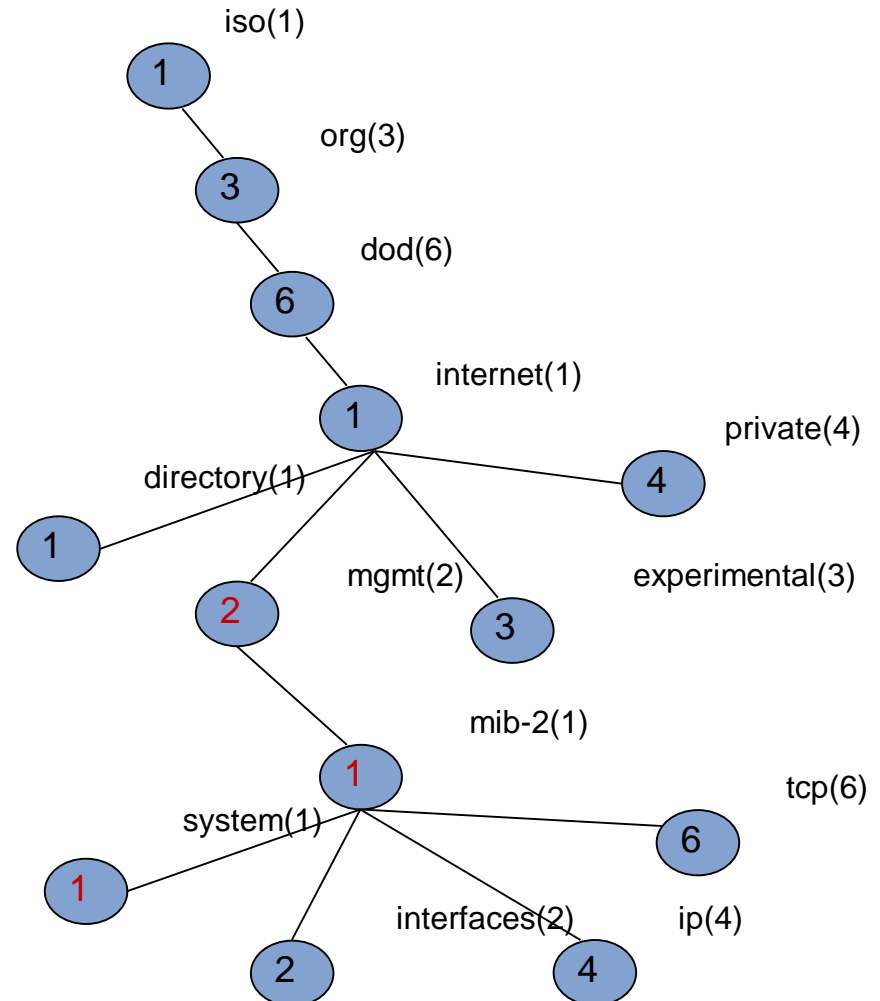 iso(1)
1
org(3)
3
dod(6)
6
internet(1)
1
private(4)
directory(1)
4
1
mgmt(2)
experimental(3)
2
3
mib-2(1)
1
tcp(6)
system(1)
6
1
interfaces(2)
ip(4)
2
4